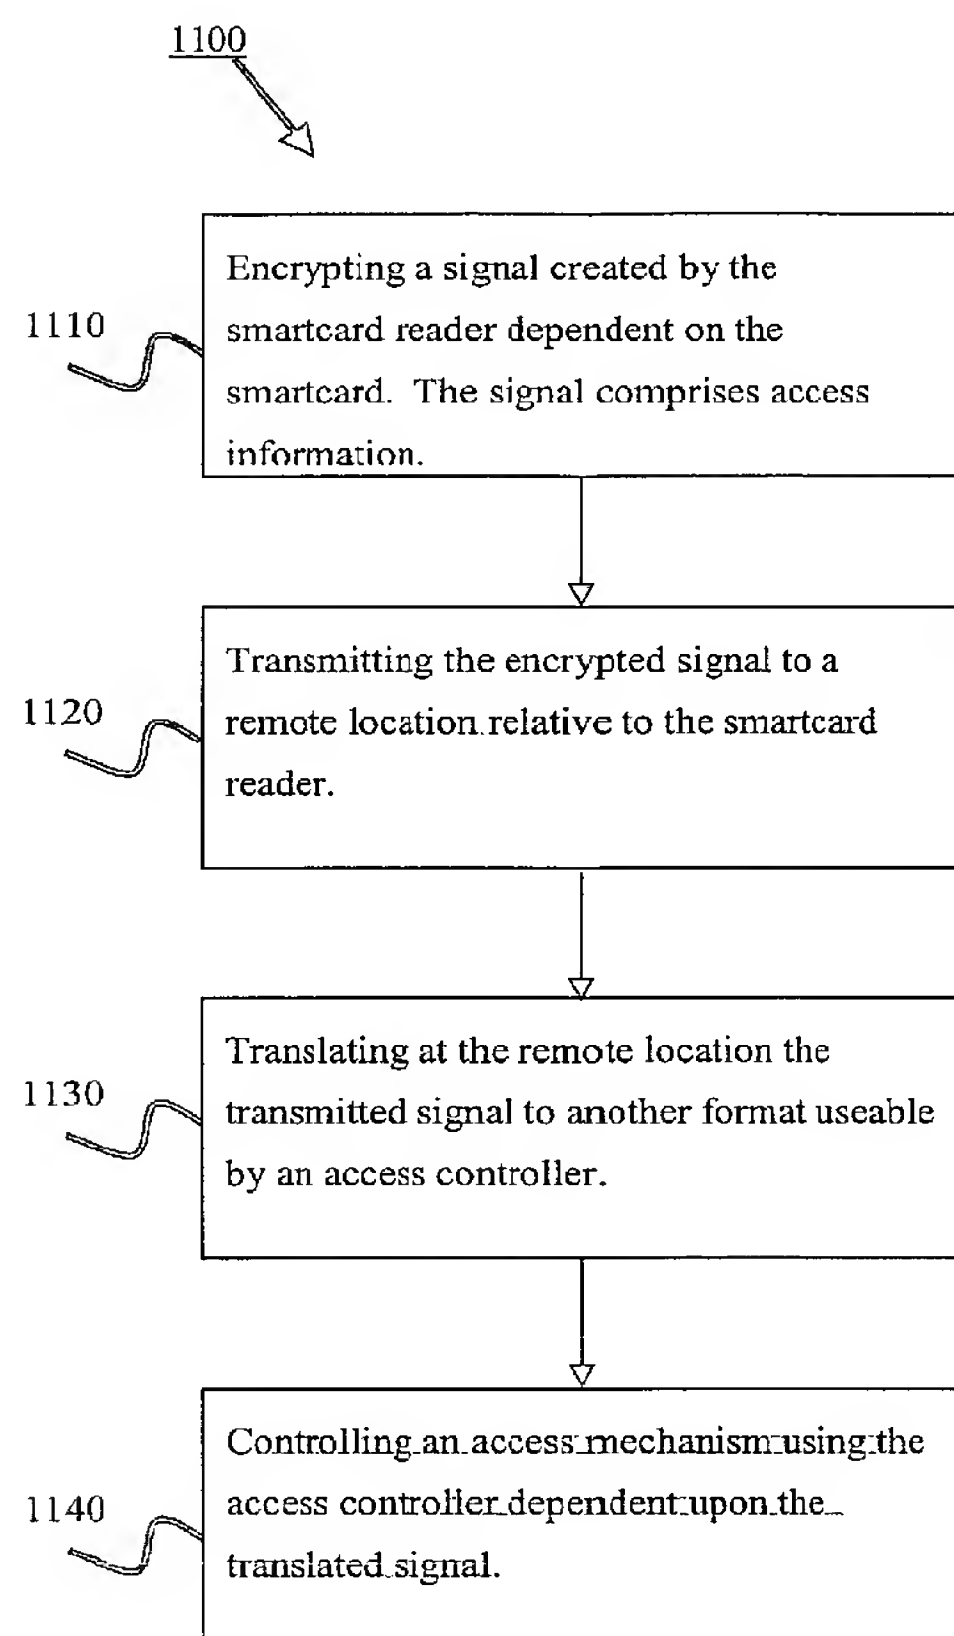 1100
1110
Encrypting a signal created by the
smartcard reader dependent on the
smartcard. The signal comprises access
information.
1120
Transmitting the encrypted signal to a
remote location relative to the smartcard
reader.
1130
Translating at the remote location the
transmitted signal to another format useable
by an access controller.
1140
Controlling an access mechanism using the
access controller dependent upon the
translated signal.